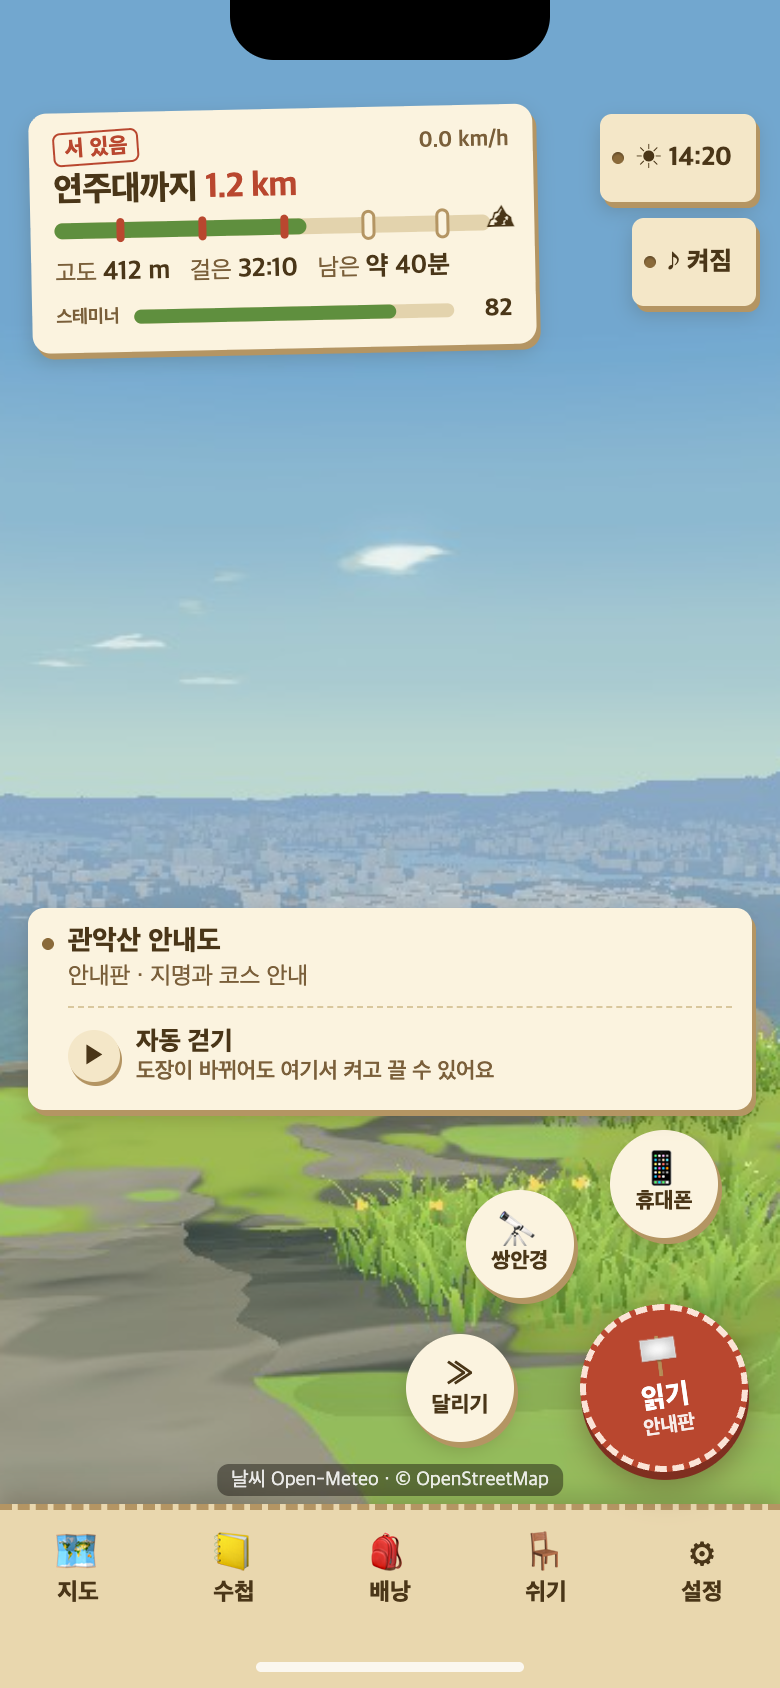 서 있음
0.0 km/h
연주대까지 1.2 km
고도 412 m 걸은 32:10 남은 약 40분
스테미너 82
14:20
♪ 켜짐
관악산 안내도
안내판 · 지명과 코스 안내
자동 걷기
도장이 바뀌어도 여기서 켜고 끌 수 있어요
휴대폰
쌍안경
달리기
읽기
안내판
날씨 Open-Meteo · © OpenStreetMap
지도
수첩
배낭
쉬기
설정